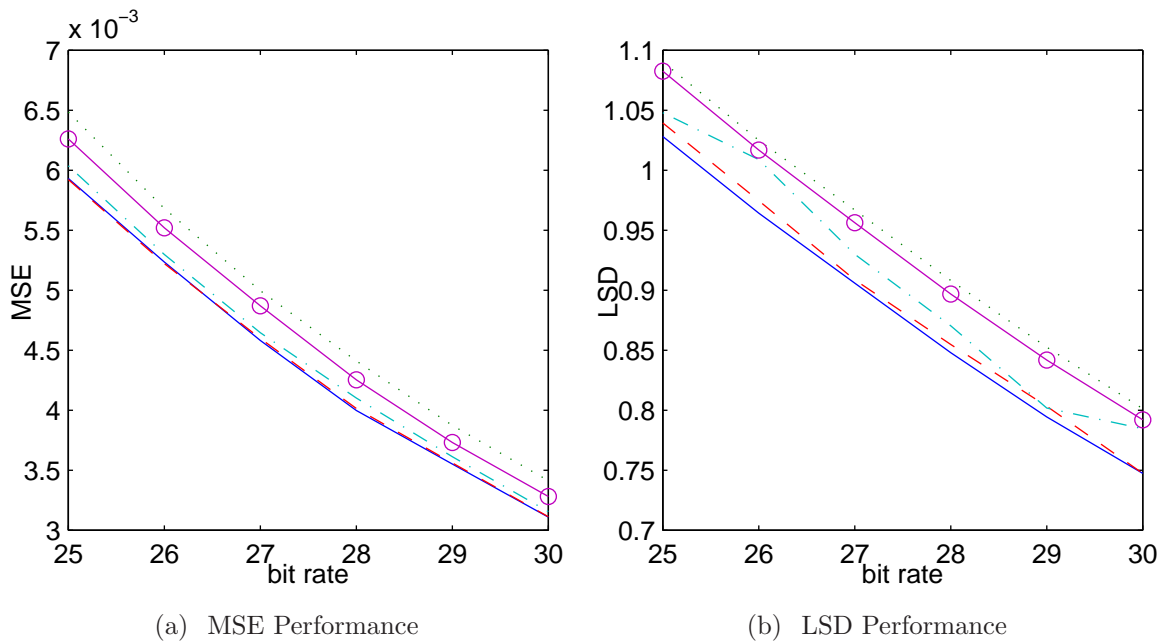 x 10⁻³
7
6.5
6
5.5
5
4.5
4
3.5
3
MSE
25 26 27 28 29 30
bit rate
(a) MSE Performance
1.1
1.05
1
0.95
0.9
0.85
0.8
0.75
0.7
LSD
25 26 27 28 29 30
bit rate
(b) LSD Performance